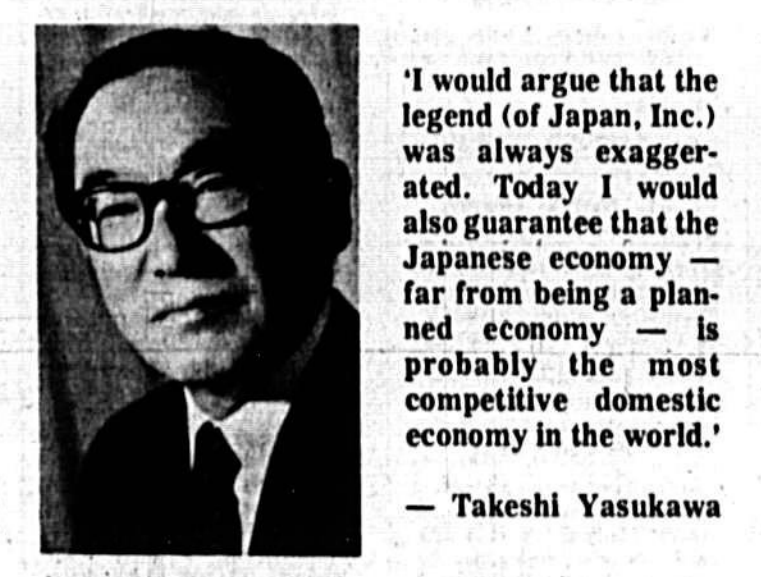 'I would argue that the
legend (of Japan, Inc.)
was always exagger-
ated. Today I would
also guarantee that the
Japanese economy —
far from being a plan-
ned economy — is
probably the most
competitive domestic
economy in the world.'
— Takeshi Yasukawa